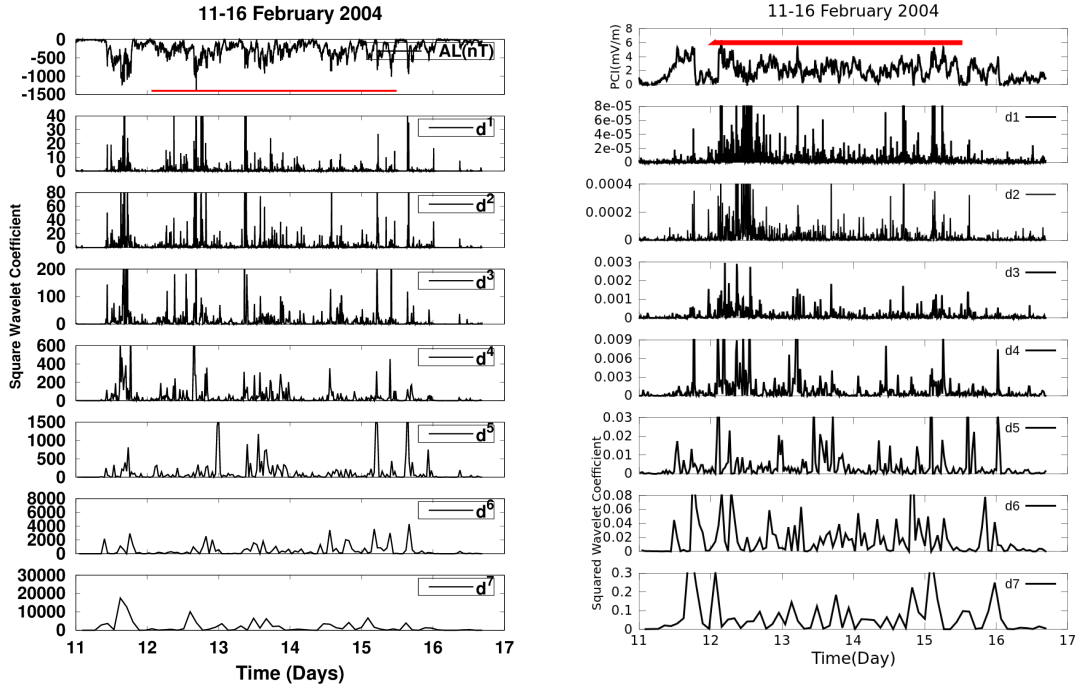 11-16 February 2004
0
-500
-1000
-1500
AL(nT)
40
30
20
10
0
d1
80
60
40
20
0
d2
200
100
0
d3
600
400
200
0
d4
1500
1000
500
0
d5
8000
6000
4000
2000
0
d6
30000
20000
10000
0
d7
Square Wavelet Coefficient
11 12 13 14 15 16 17
Time (Days)
11-16 February 2004
PCI(mV/m)
8
6
4
2
0
8e-05
6e-05
4e-05
2e-05
0
d1
0.0004
0.0002
0
d2
0.003
0.002
0.001
0
d3
0.009
0.006
0.003
0
d4
0.03
0.02
0.01
0
d5
0.08
0.06
0.04
0.02
0
d6
0.3
0.2
0.1
0
d7
Squared Wavelet Coefficient
11 12 13 14 15 16 17
Time(Day)